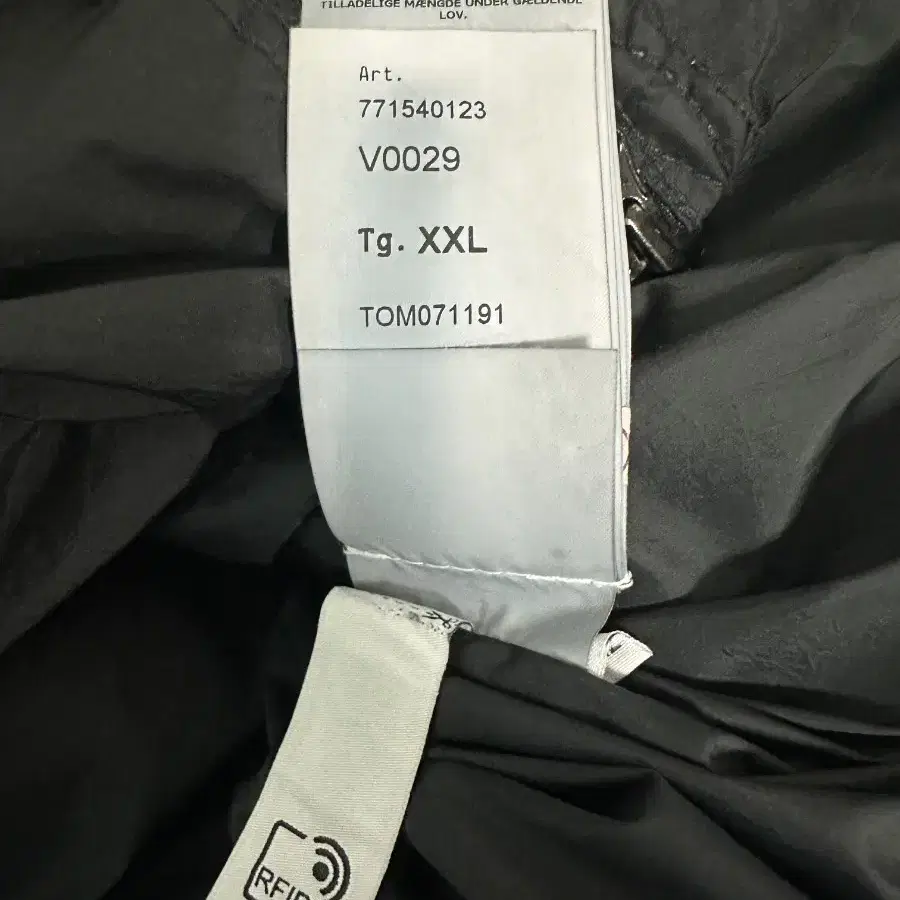 TILLADELIGE MÆNGDE UNDER GÆLDENDE
LOV.
Art.
771540123
V0029
Tg. XXL
TOM071191
RFID